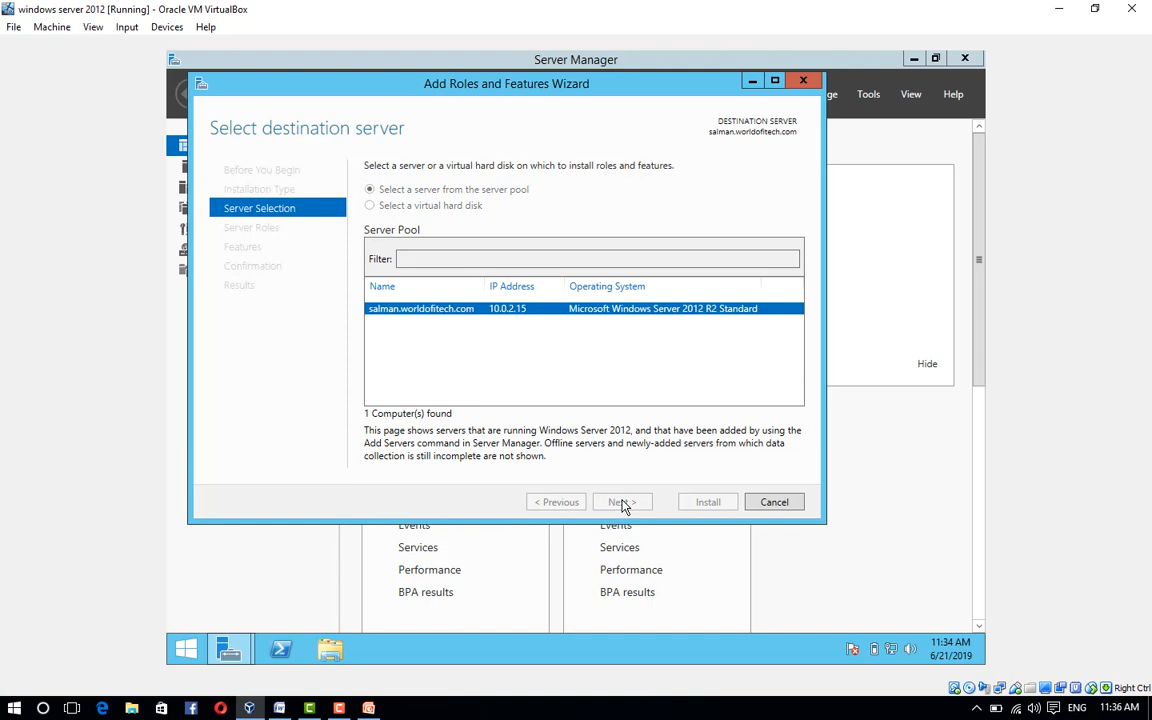 windows server 2012 [Running] - Oracle VM VirtualBox
File Machine View Input Devices Help
Server Manager
Add Roles and Features Wizard
ge Tools View Help
Select destination server
DESTINATION SERVER
salman.worldofitech.com
Before You Begin
Installation Type
Server Selection
Server Roles
Features
Confirmation
Results
Select a server or a virtual hard disk on which to install roles and features.
Select a server from the server pool
Select a virtual hard disk
Server Pool
Filter:
Name IP Address Operating System
salman.worldofitech.com 10.0.2.15 Microsoft Windows Server 2012 R2 Standard
1 Computer(s) found
This page shows servers that are running Windows Server 2012, and that have been added by using the
Add Servers command in Server Manager. Offline servers and newly-added servers from which data
collection is still incomplete are not shown.
Hide
< Previous Next > Install Cancel
Events Events
Services Services
Performance Performance
BPA results BPA results
11:34 AM
6/21/2019
Right Ctrl
ENG 11:36 AM